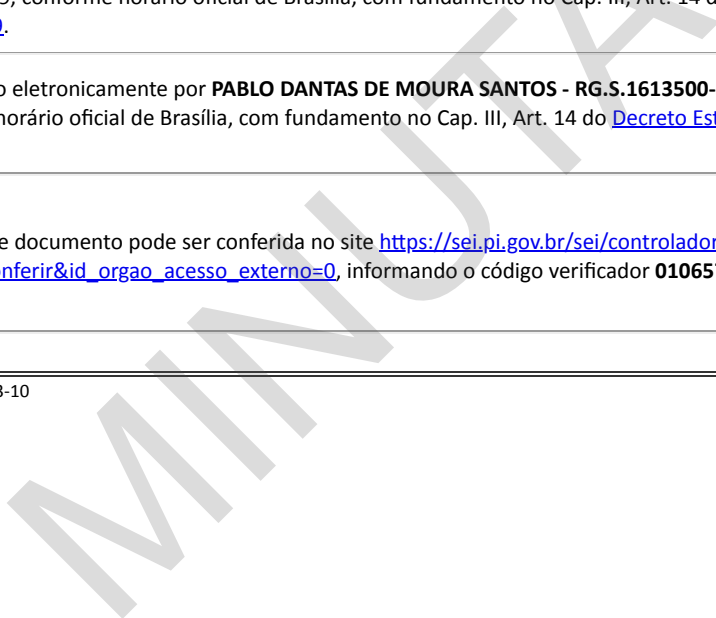 , conforme horário oficial de Brasília, com fundamento no Cap. III, Art. 14 d
.
o eletronicamente por PABLO DANTAS DE MOURA SANTOS - RG.S.1613500-
horário oficial de Brasília, com fundamento no Cap. III, Art. 14 do Decreto Est
e documento pode ser conferida no site https://sei.pi.gov.br/sei/controlador
nferir&id_orgao_acesso_externo=0, informando o código verificador 01065
-10
MINUTA